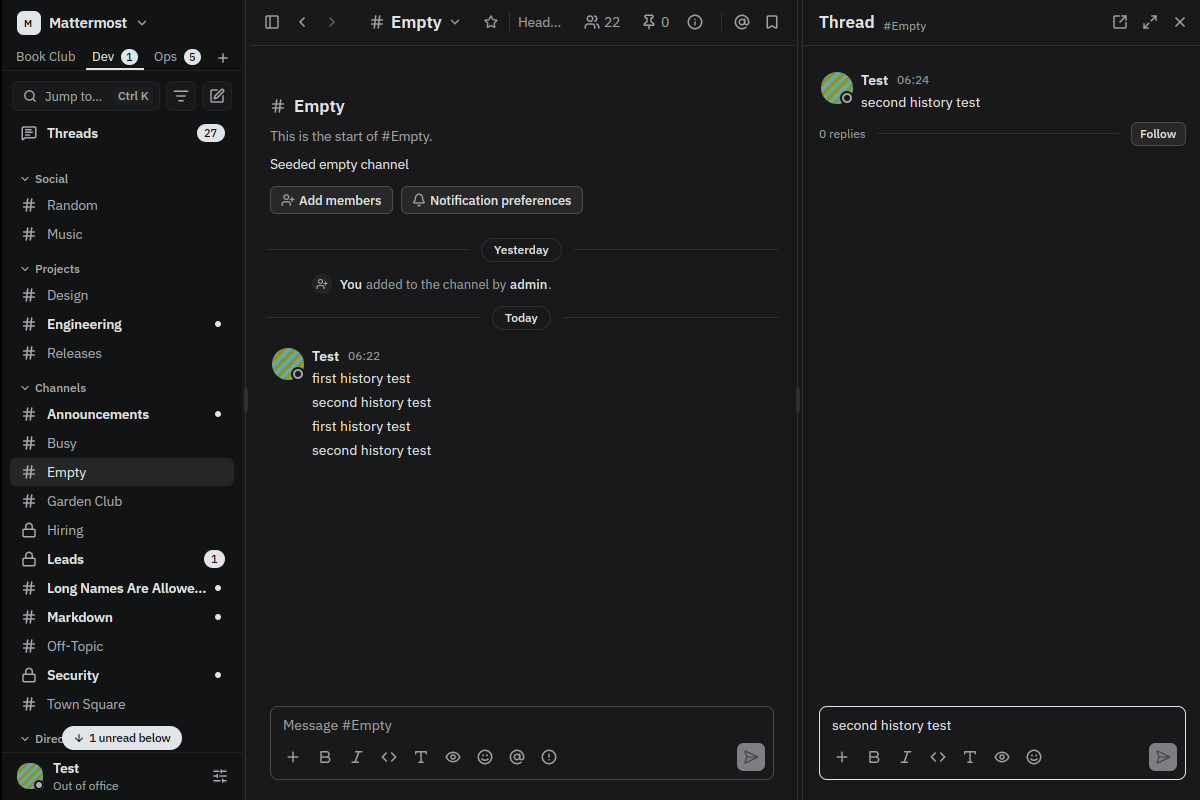 M Mattermost
Book Club Dev 1 Ops 5
Jump to... Ctrl K
Threads 27
Social
Random
Music
Projects
Design
Engineering
Releases
Channels
Announcements
Busy
Empty
Garden Club
Hiring
Leads 1
Long Names Are Allowe...
Markdown
Off-Topic
Security
Town Square
Direc
1 unread below
Test
Out of office
Empty Head... 22 0
Empty
This is the start of #Empty.
Seeded empty channel
Add members Notification preferences
Yesterday
You added to the channel by admin.
Today
Test 06:22
first history test
second history test
first history test
second history test
Message #Empty
Thread #Empty
Test 06:24
second history test
0 replies Follow
second history test